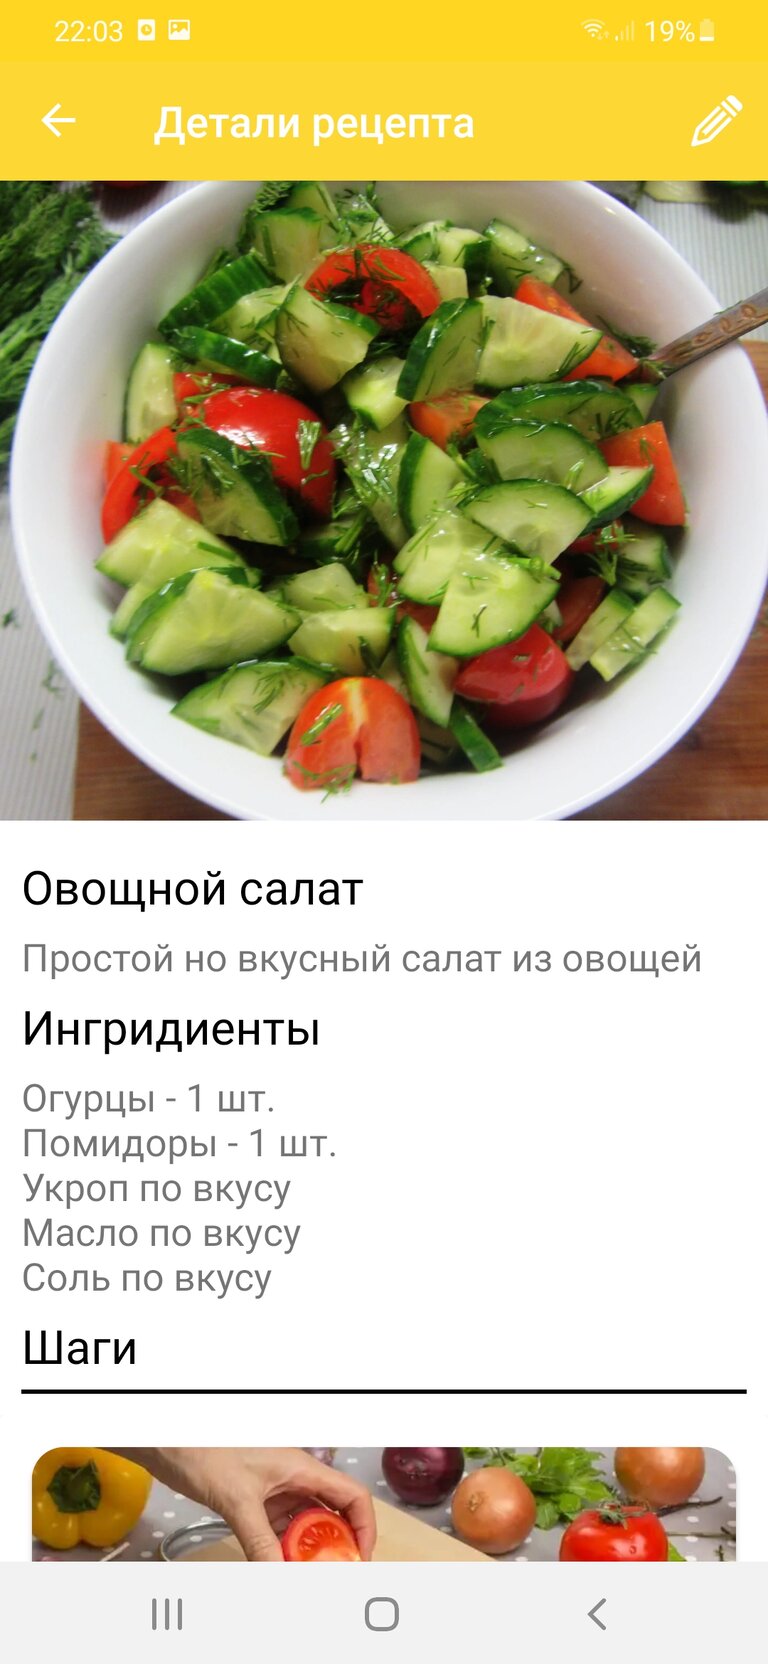 22:03
19%
Детали рецепта
Овощной салат
Простой но вкусный салат из овощей
Ингридиенты
Огурцы - 1 шт.
Помидоры - 1 шт.
Укроп по вкусу
Масло по вкусу
Соль по вкусу
Шаги